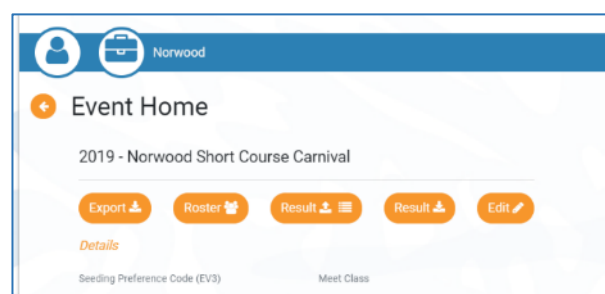 Norwood
Event Home
2019 - Norwood Short Course Carnival
Export Roster Result Result Edit
Details
Seeding Preference Code (EV3) Meet Class